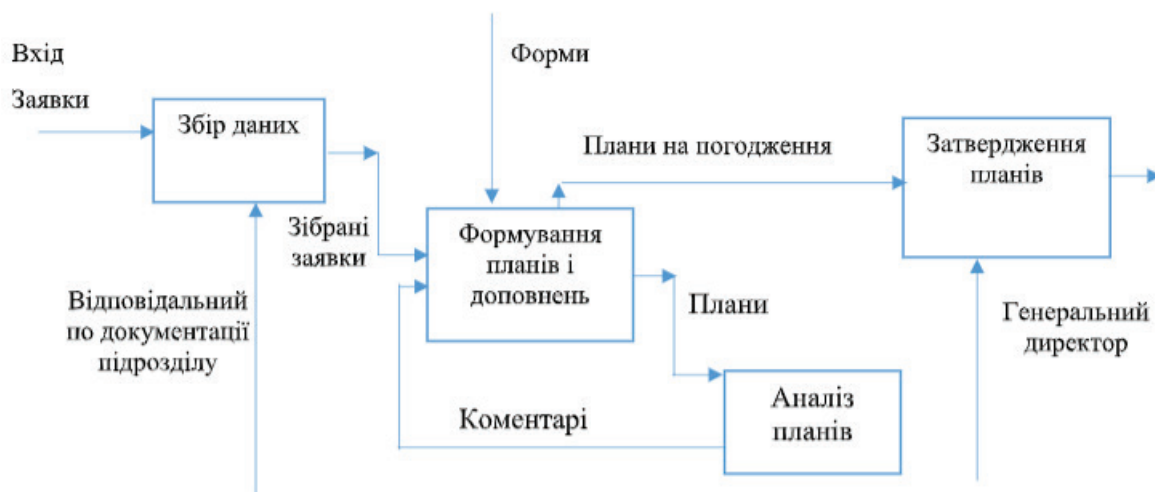 Вхід
Заявки
Збір даних
Форми
Плани на погодження
Затвердження
планів
Зібрані
заявки
Формування
планів і
доповнень
Відповідальний
по документації
підрозділу
Плани
Генеральний
директор
Коментарі
Аналіз
планів